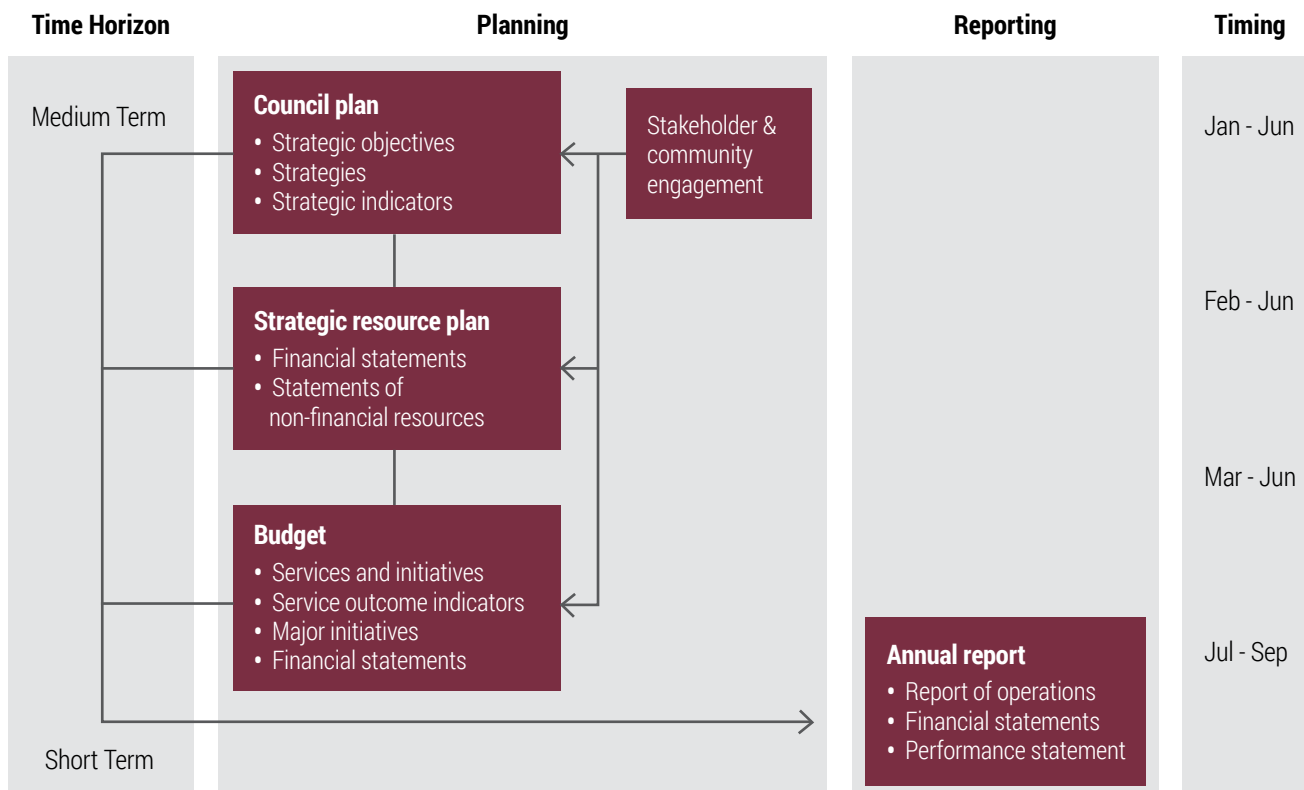 Time Horizon
Planning
Reporting
Timing
Medium Term
Council plan
• Strategic objectives
• Strategies
• Strategic indicators
Stakeholder &
community
engagement
Jan - Jun
Strategic resource plan
• Financial statements
• Statements of
non-financial resources
Feb - Jun
Budget
• Services and initiatives
• Service outcome indicators
• Major initiatives
• Financial statements
Mar - Jun
Annual report
• Report of operations
• Financial statements
• Performance statement
Jul - Sep
Short Term